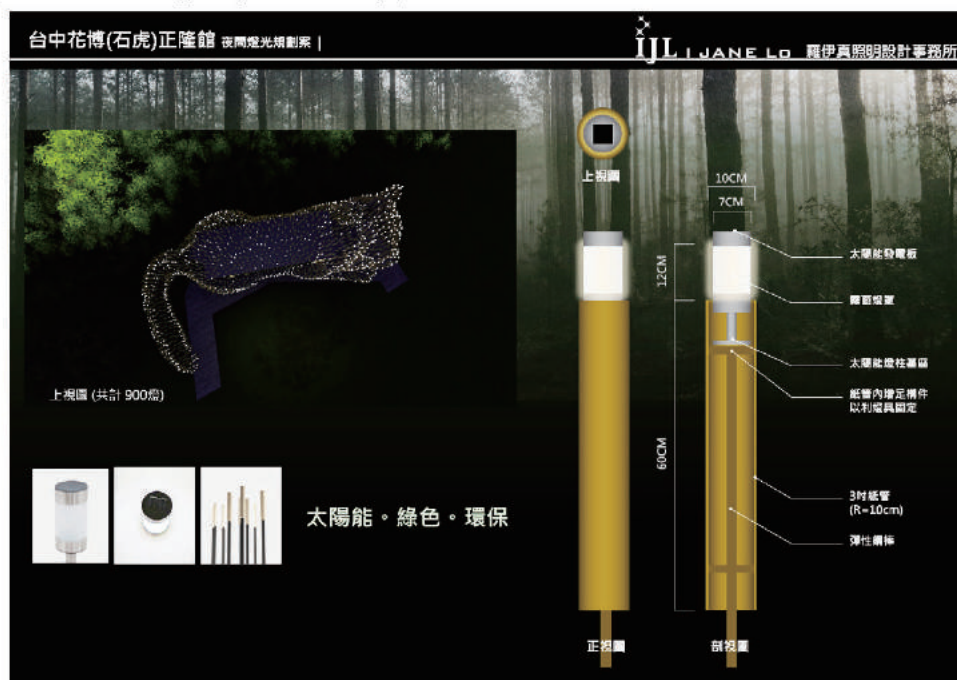 台中花博(石虎)正隆館 夜間燈光規劃案 |
IJL | JANE LO 羅伊真照明設計事務所
上視圖
10CM
7CM
太陽能發電板
12CM
霧面燈罩
太陽能燈柱基座
上視圖 (共計 900燈)
紙管內增足構件
以利燈具固定
60CM
3吋紙管
(R=10cm)
太陽能。綠色。環保
彈性鋼棒
正視圖
剖視圖